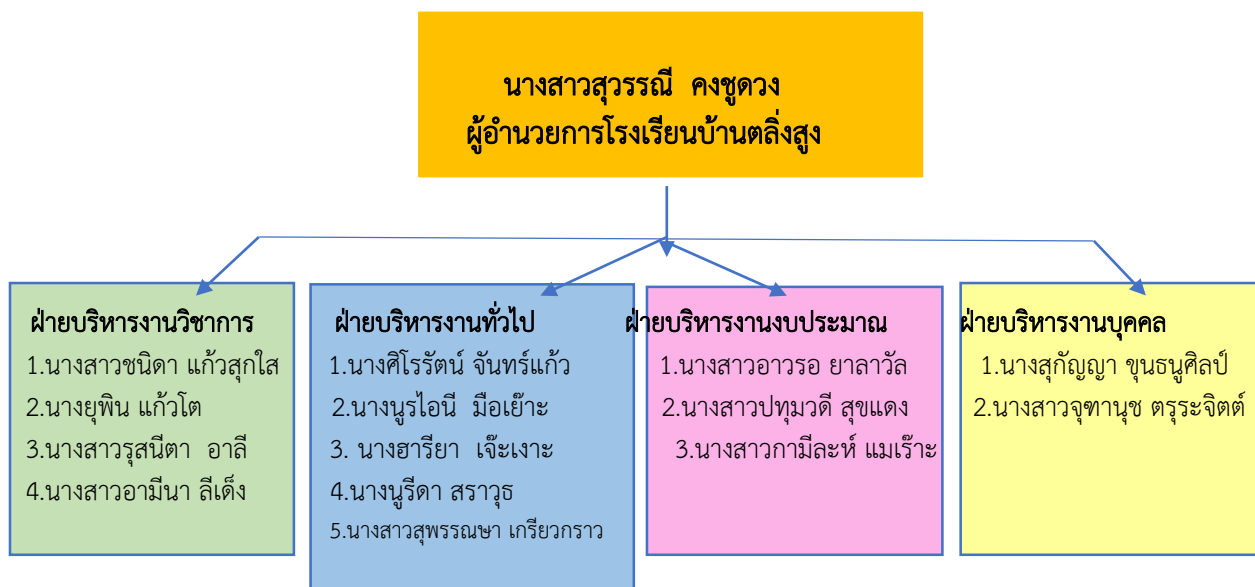 นางสาวสุวรรณี คงชูดวง
ผู้อำนวยการโรงเรียนบ้านตลิ่งสูง
ฝ่ายบริหารงานวิชาการ
1.นางสาวชนิดา แก้วสุกใส
2.นางยุพิน แก้วโต
3.นางสาวรุสนีตา อาลี
4.นางสาวอามีนา ลีเด็ง
ฝ่ายบริหารงานทั่วไป
1.นางศิโรรัตน์ จันทร์แก้ว
2.นางนูรไอนี มือเย๊าะ
3. นางฮารียา เจ๊ะเงาะ
4.นางนูรีดา สราวุธ
5.นางสาวสุพรรณษา เกรียวกราว
ฝ่ายบริหารงานงบประมาณ
1.นางสาวอาวรอ ยาลาวัล
2.นางสาวปทุมวดี สุขแดง
3.นางสาวกามีละห์ แมเร๊าะ
ฝ่ายบริหารงานบุคคล
1.นางสุกัญญา ขุนธนูศิลป์
2.นางสาวจุฑานุช ตรุระจิตต์